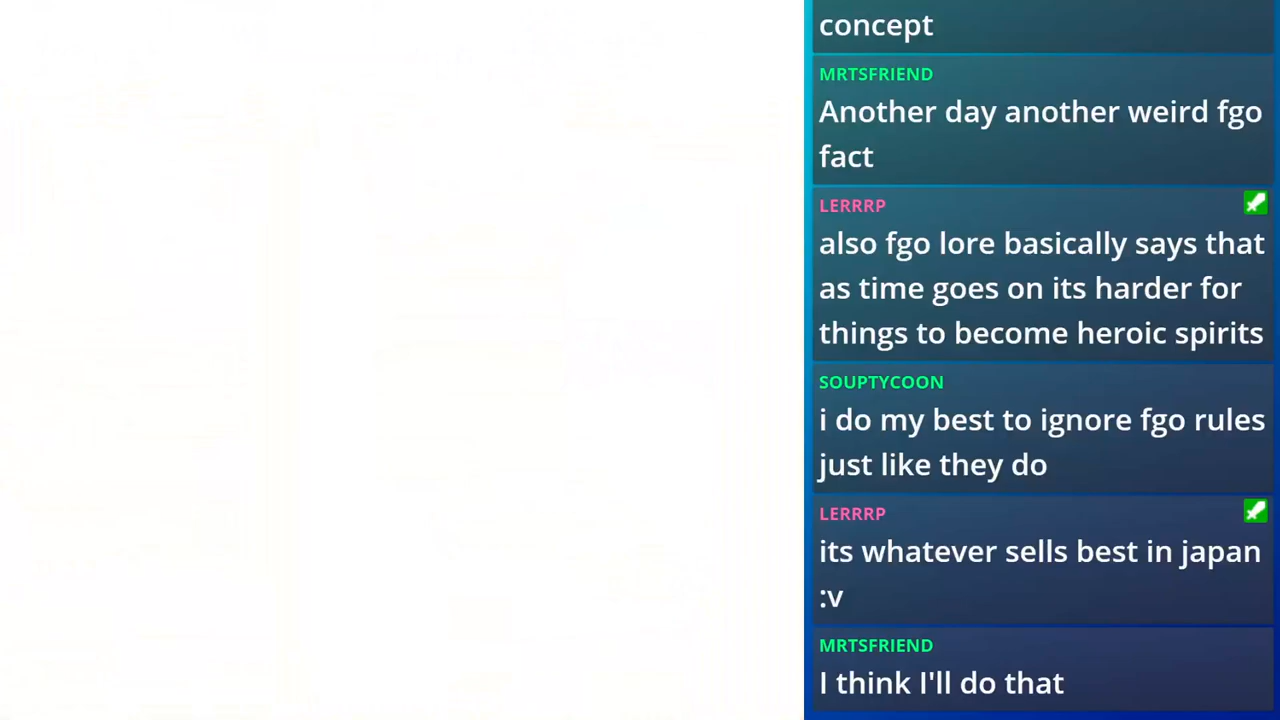 concept
MRTSFRIEND
Another day another weird fgo
fact
LERRRP
also fgo lore basically says that
as time goes on its harder for
things to become heroic spirits
SOUPTYCOON
i do my best to ignore fgo rules
just like they do
LERRRP
its whatever sells best in japan
:v
MRTSFRIEND
I think I'll do that